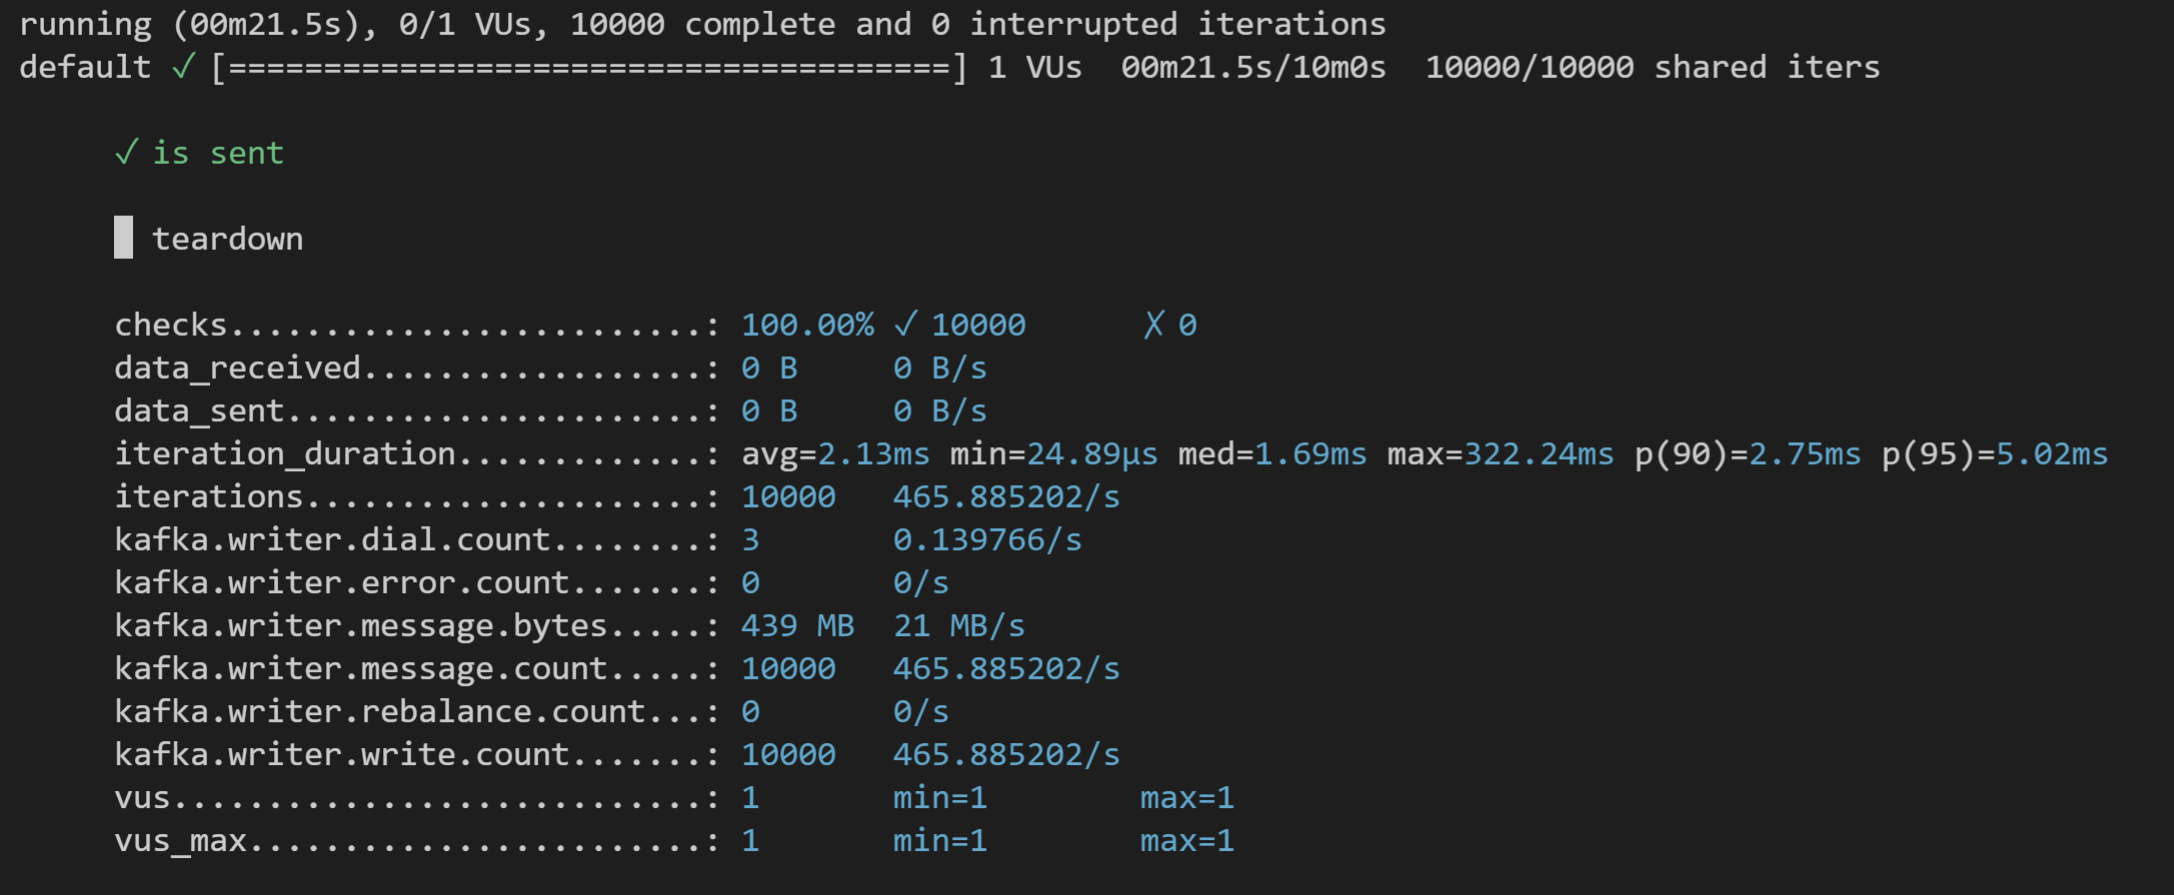 running (00m21.5s), 0/1 VUs, 10000 complete and 0 interrupted iterations
default ✓ [======================================] 1 VUs  00m21.5s/10m0s  10000/10000 shared iters
✓ is sent
█ teardown
checks.........................: 100.00% ✓ 10000      ✗ 0
data_received..................: 0 B     0 B/s
data_sent......................: 0 B     0 B/s
iteration_duration.............: avg=2.13ms min=24.89µs med=1.69ms max=322.24ms p(90)=2.75ms p(95)=5.02ms
iterations.....................: 10000   465.885202/s
kafka.writer.dial.count........: 3       0.139766/s
kafka.writer.error.count.......: 0       0/s
kafka.writer.message.bytes.....: 439 MB  21 MB/s
kafka.writer.message.count.....: 10000   465.885202/s
kafka.writer.rebalance.count...: 0       0/s
kafka.writer.write.count.......: 10000   465.885202/s
vus............................: 1       min=1        max=1
vus_max........................: 1       min=1        max=1